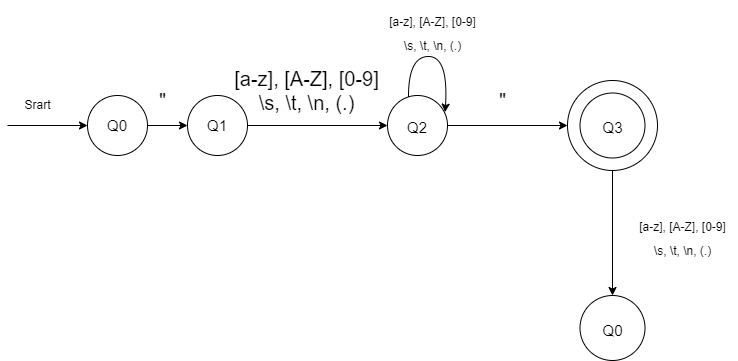 [a-z], [A-Z], [0-9]
\s, \t, \n, (.)
[a-z], [A-Z], [0-9]
\s, \t, \n, (.)
Srart
"
"
Q0
Q1
Q2
Q3
[a-z], [A-Z], [0-9]
\s, \t, \n, (.)
Q0